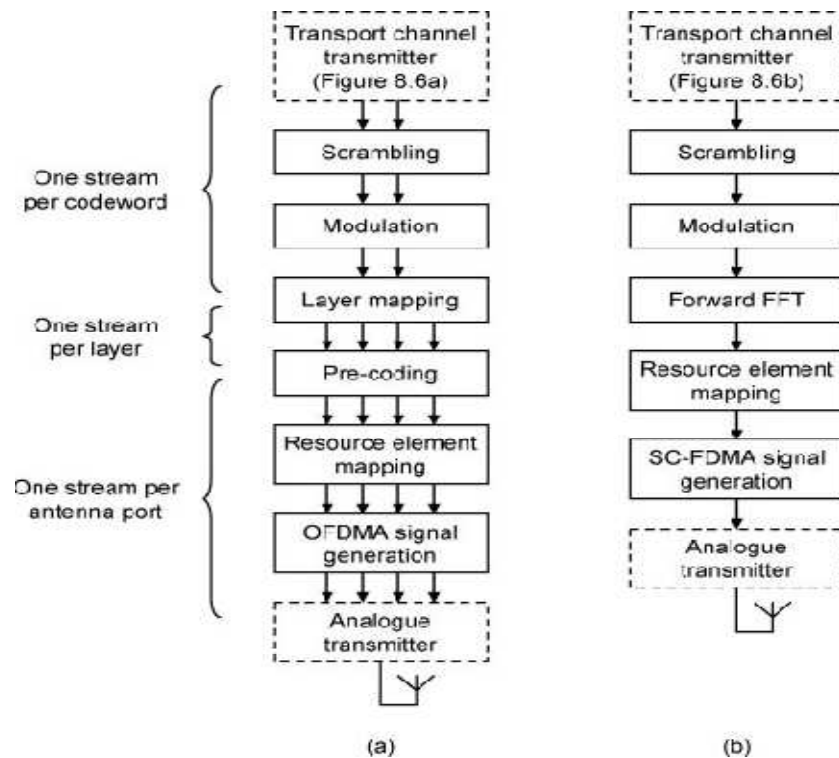 Transport channel
transmitter
(Figure 8.6a)
Scrambling
Modulation
Layer mapping
Pre-coding
Resource element
mapping
OFDMA signal
generation
Analogue
transmitter
(a)
One stream
per codeword
One stream
per layer
One stream per
antenna port
Transport channel
transmitter
(Figure 8.6b)
Scrambling
Modulation
Forward FFT
Resource element
mapping
SC-FDMA signal
generation
Analogue
transmitter
(b)